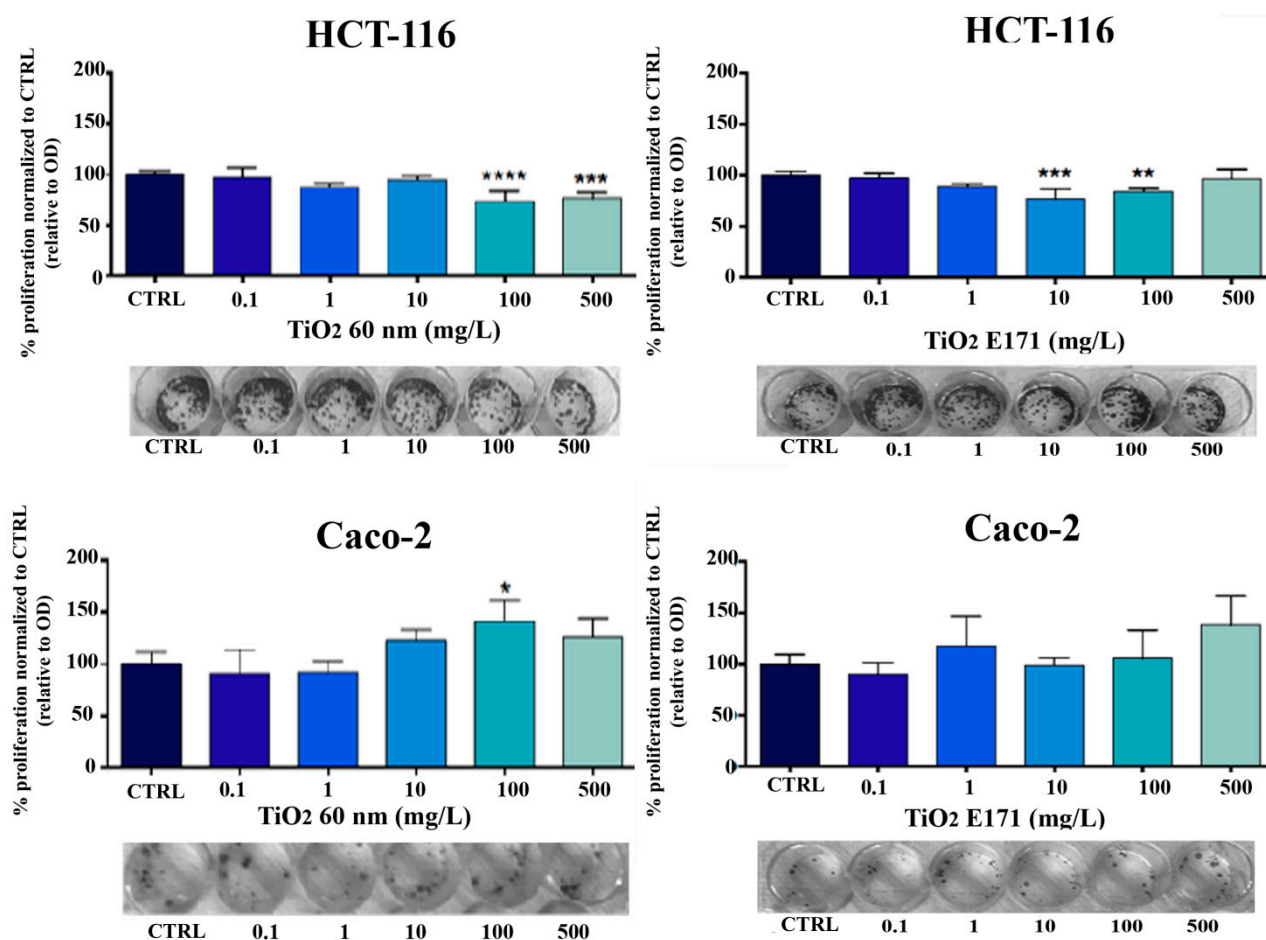 HCT-116
% proliferation normalized to CTRL
(relative to OD)
200
150
100
50
0
****
***
CTRL
0.1
1
10
100
500
TiO2 60 nm (mg/L)
CTRL
0.1
1
10
100
500
HCT-116
% proliferation normalized to CTRL
(relative to OD)
200
150
100
50
0
***
**
CTRL
0.1
1
10
100
500
TiO2 E171 (mg/L)
CTRL
0.1
1
10
100
500
Caco-2
% proliferation normalized to CTRL
(relative to OD)
200
150
100
50
0
*
CTRL
0.1
1
10
100
500
TiO2 60 nm (mg/L)
CTRL
0.1
1
10
100
500
Caco-2
% proliferation normalized to CTRL
(relative to OD)
200
150
100
50
0
CTRL
0.1
1
10
100
500
TiO2 E171 (mg/L)
CTRL
0.1
1
10
100
500